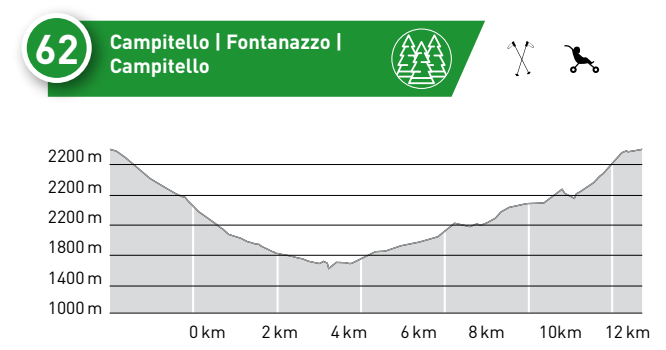 62
Campitello | Fontanazzo |
Campitello
2200 m
2200 m
2200 m
1800 m
1400 m
1000 m
0 km 2 km 4 km 6 km 8 km 10km 12 km